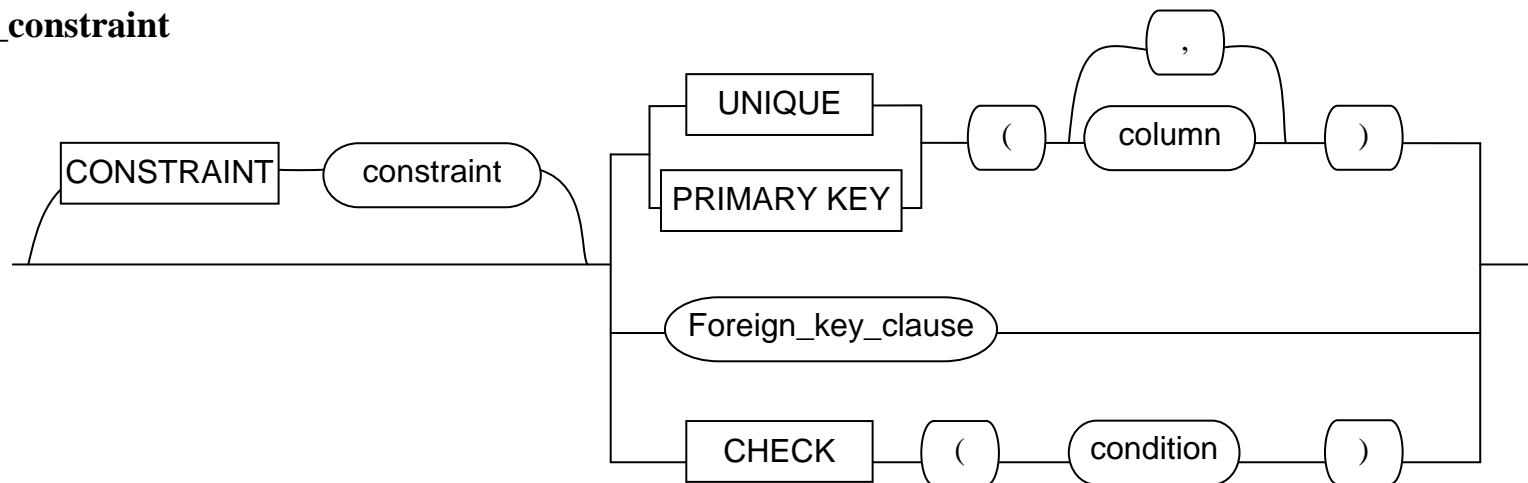 _constraint
,
UNIQUE
( column )
CONSTRAINT constraint
PRIMARY KEY
Foreign_key_clause
CHECK ( condition )